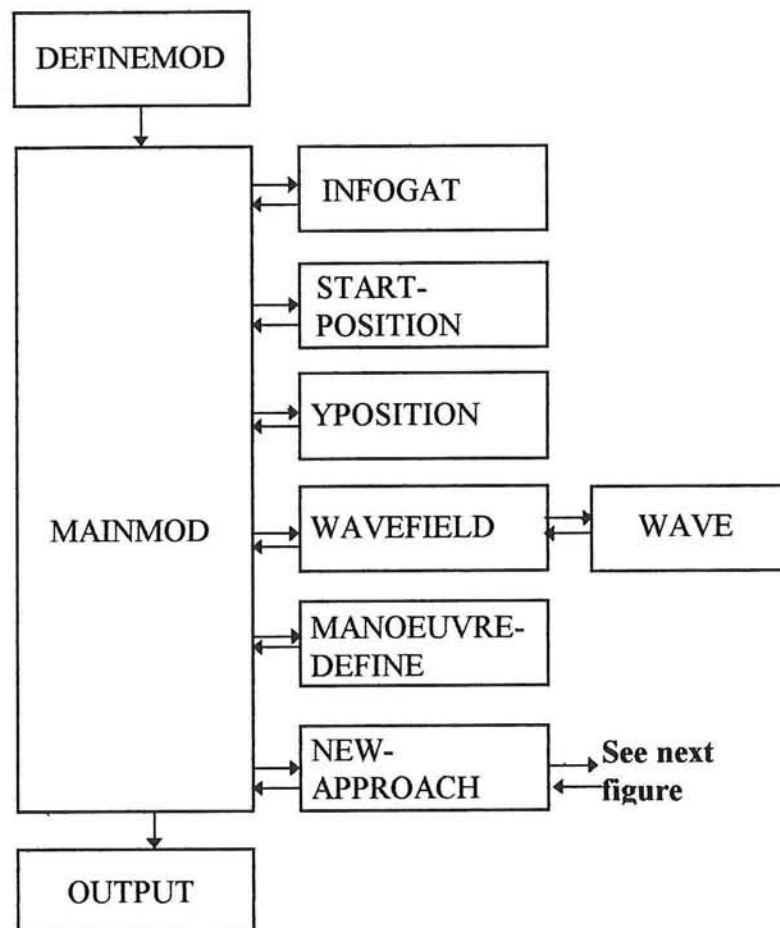 DEFINEMOD
INFOGAT
START-
POSITION
YPOSITION
MAINMOD
WAVEFIELD
WAVE
MANOEUVRE-
DEFINE
NEW-
APPROACH
See next
figure
OUTPUT